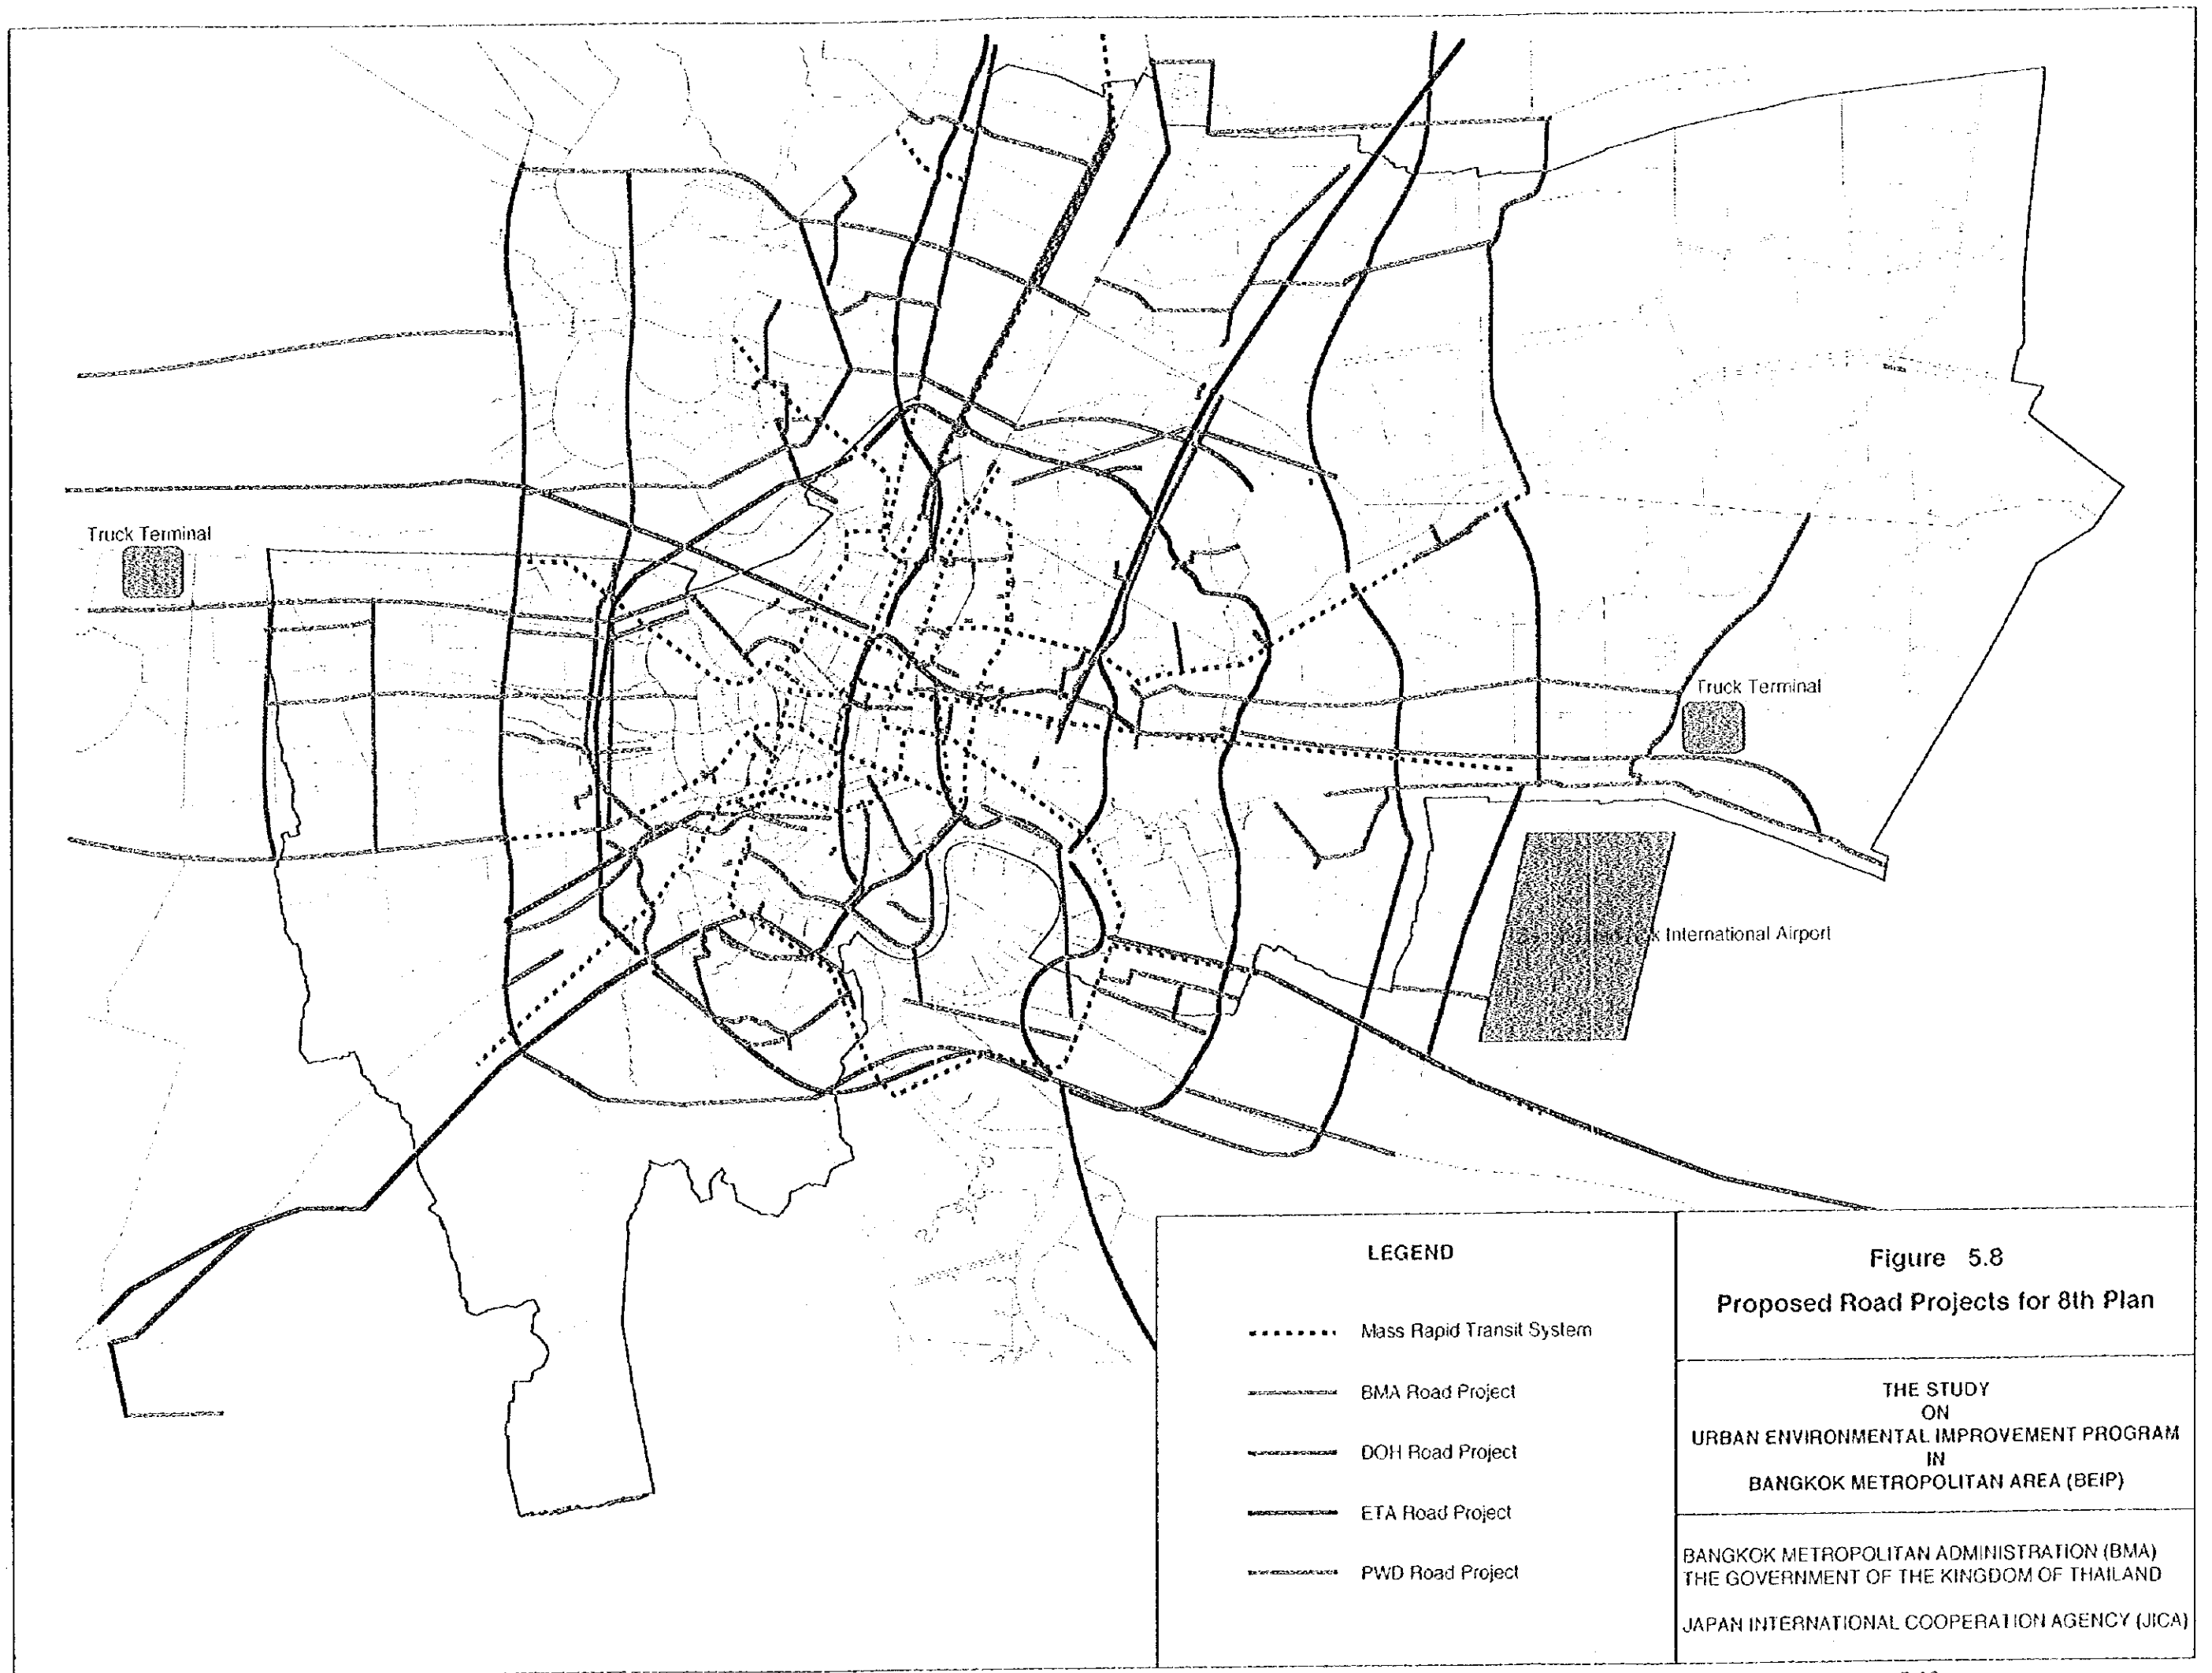 Truck Terminal
Truck Terminal
International Airport
LEGEND
Mass Rapid Transit System
BMA Road Project
DOH Road Project
ETA Road Project
PWD Road Project
Figure 5.8
Proposed Road Projects for 8th Plan
THE STUDY
ON
URBAN ENVIRONMENTAL IMPROVEMENT PROGRAM
IN
BANGKOK METROPOLITAN AREA (BEIP)
BANGKOK METROPOLITAN ADMINISTRATION (BMA)
THE GOVERNMENT OF THE KINGDOM OF THAILAND
JAPAN INTERNATIONAL COOPERATION AGENCY (JICA)